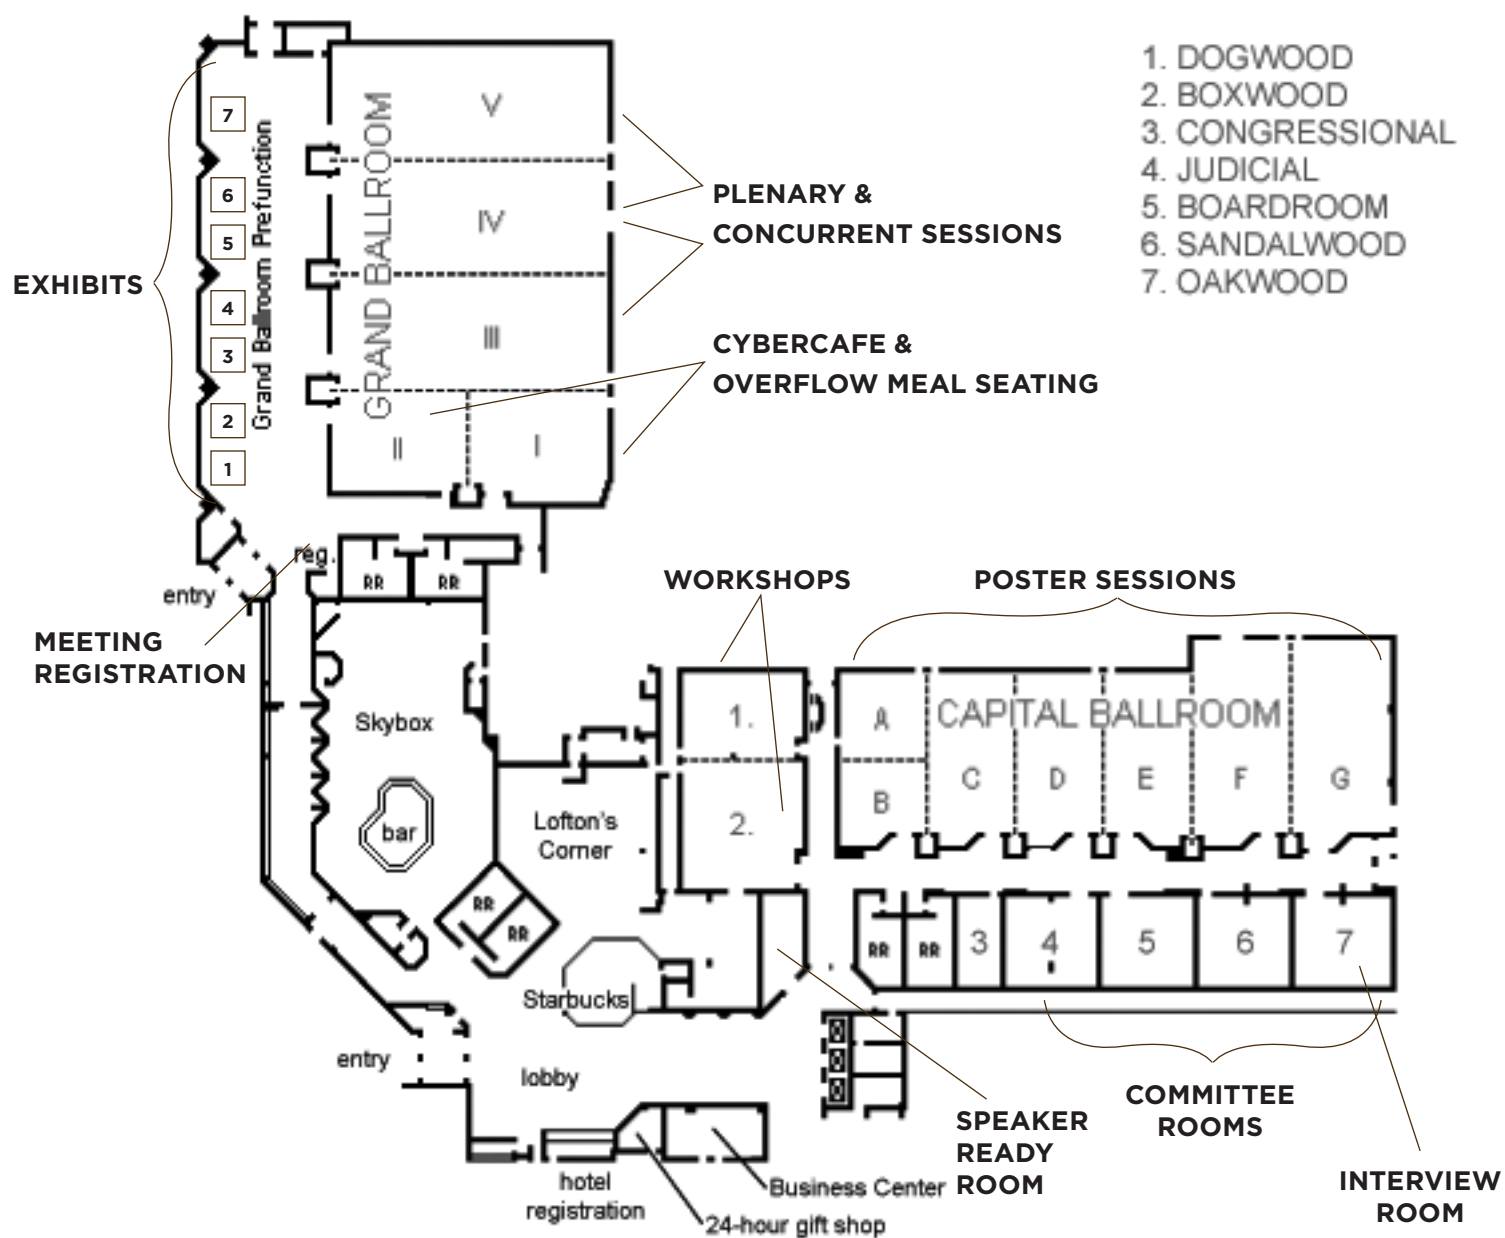 1. DOGWOOD
2. BOXWOOD
3. CONGRESSIONAL
4. JUDICIAL
5. BOARDROOM
6. SANDALWOOD
7. OAKWOOD
EXHIBITS
7
6
5
4
3
2
1
Grand Ballroom Prefunction
GRAND BALLROOM
V
IV
III
II
I
PLENARY &
CONCURRENT SESSIONS
CYBERCAFE &
OVERFLOW MEAL SEATING
reg.
RR
RR
entry
MEETING
REGISTRATION
WORKSHOPS
POSTER SESSIONS
Skybox
bar
Lofton's
Corner
1.
2.
CAPITAL BALLROOM
A
B
C
D
E
F
G
RR
RR
RR
RR
3
4
5
6
7
Starbucks
entry
lobby
SPEAKER
READY
ROOM
COMMITTEE
ROOMS
INTERVIEW
ROOM
hotel
registration
Business Center
24-hour gift shop